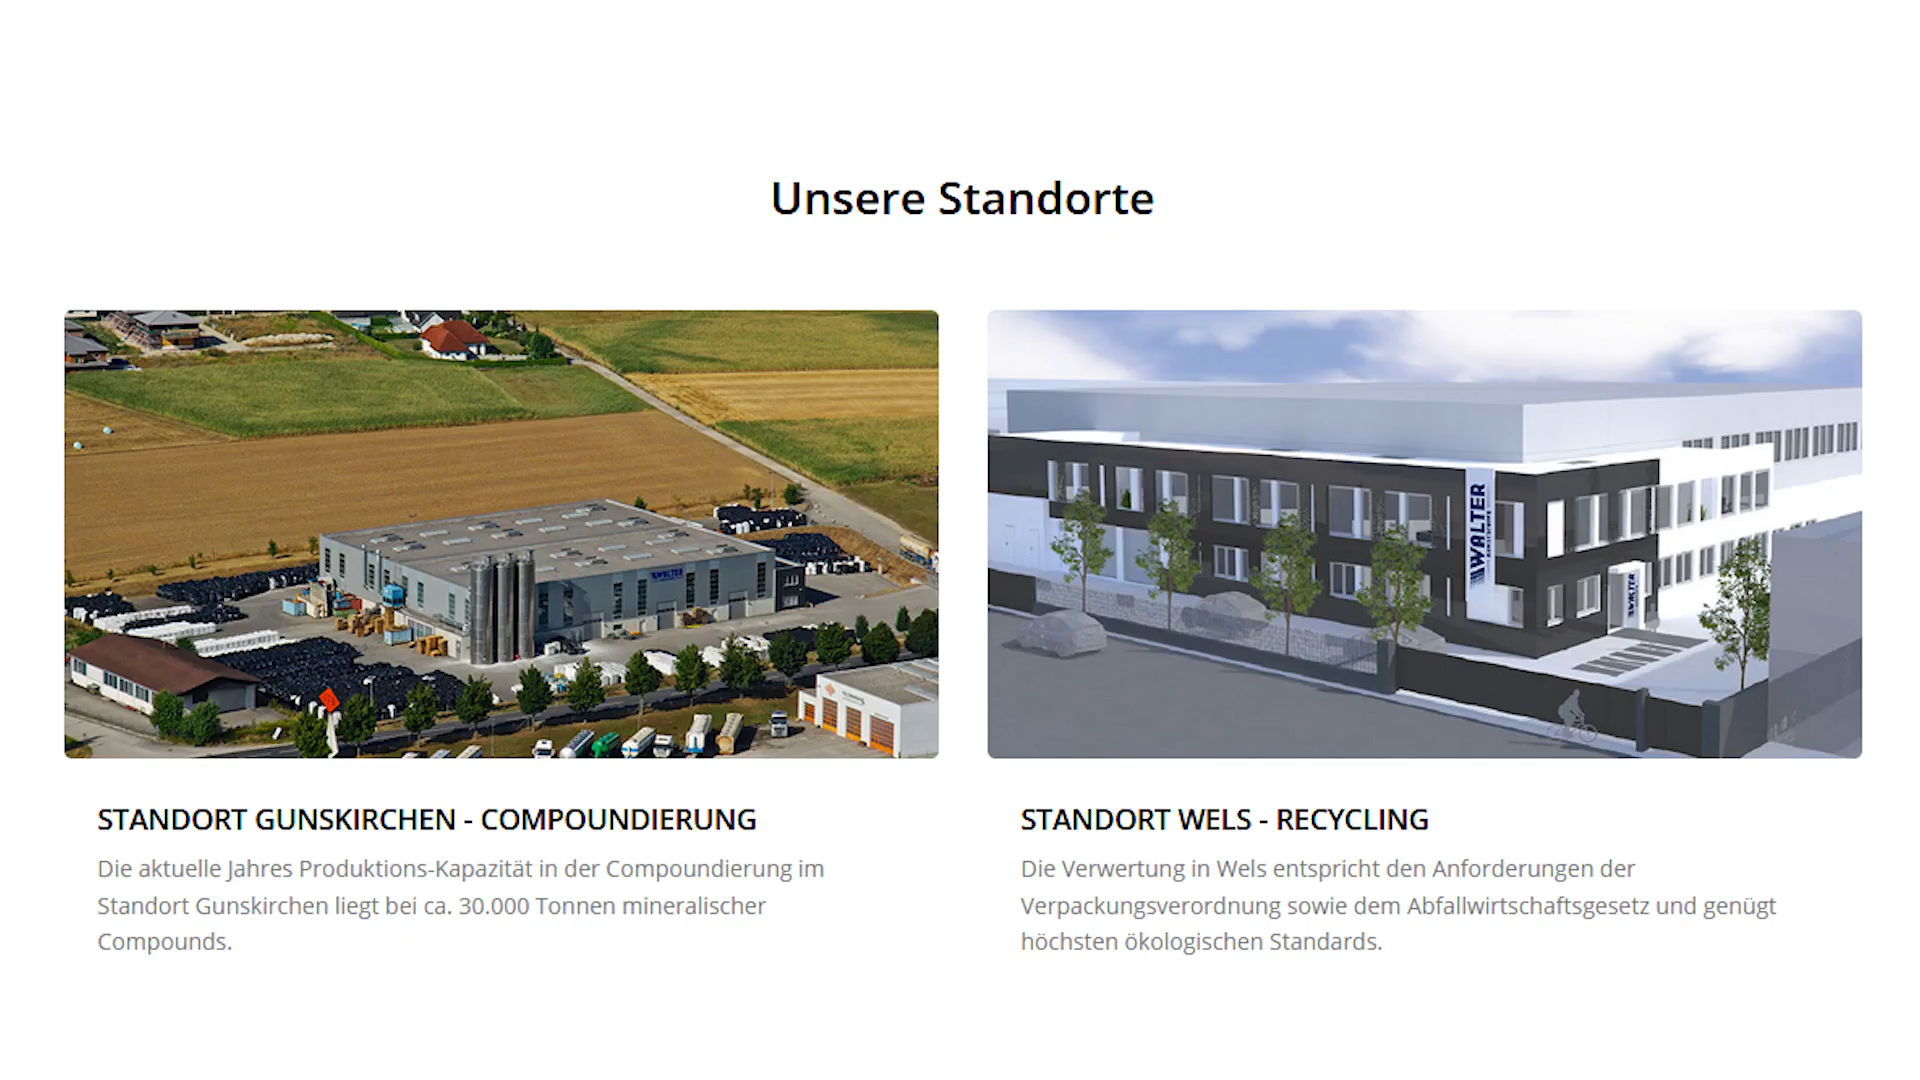 Unsere Standorte
WALTER
WALTER
WALTER
STANDORT GUNSKIRCHEN - COMPOUNDIERUNG
Die aktuelle Jahres Produktions-Kapazität in der Compoundierung im
Standort Gunskirchen liegt bei ca. 30.000 Tonnen mineralischer
Compounds.
STANDORT WELS - RECYCLING
Die Verwertung in Wels entspricht den Anforderungen der
Verpackungsverordnung sowie dem Abfallwirtschaftsgesetz und genügt
höchsten ökologischen Standards.